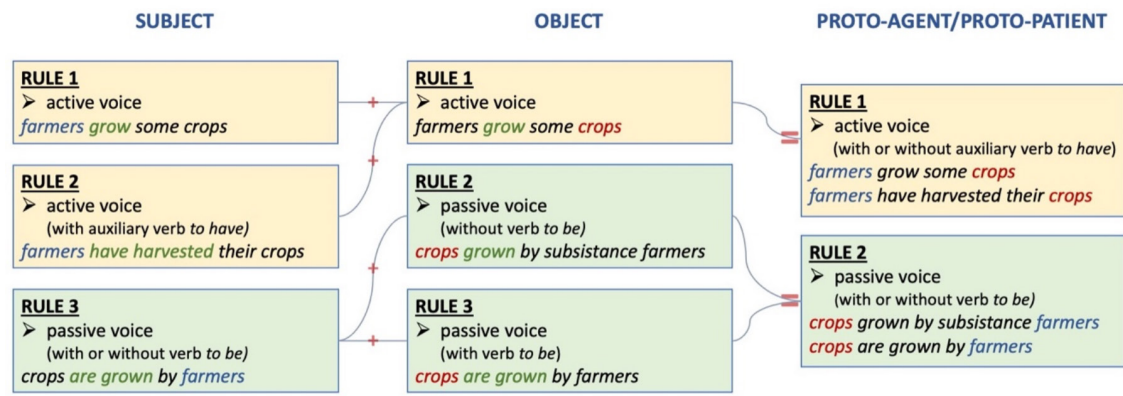 SUBJECT
OBJECT
PROTO-AGENT/PROTO-PATIENT
RULE 1
➢ active voice
farmers grow some crops
RULE 2
➢ active voice
(with auxiliary verb to have)
farmers have harvested their crops
RULE 3
➢ passive voice
(with or without verb to be)
crops are grown by farmers
RULE 1
➢ active voice
farmers grow some crops
RULE 2
➢ passive voice
(without verb to be)
crops grown by subsistance farmers
RULE 3
➢ passive voice
(with verb to be)
crops are grown by farmers
RULE 1
➢ active voice
(with or without auxiliary verb to have)
farmers grow some crops
farmers have harvested their crops
RULE 2
➢ passive voice
(with or without verb to be)
crops grown by subsistance farmers
crops are grown by farmers